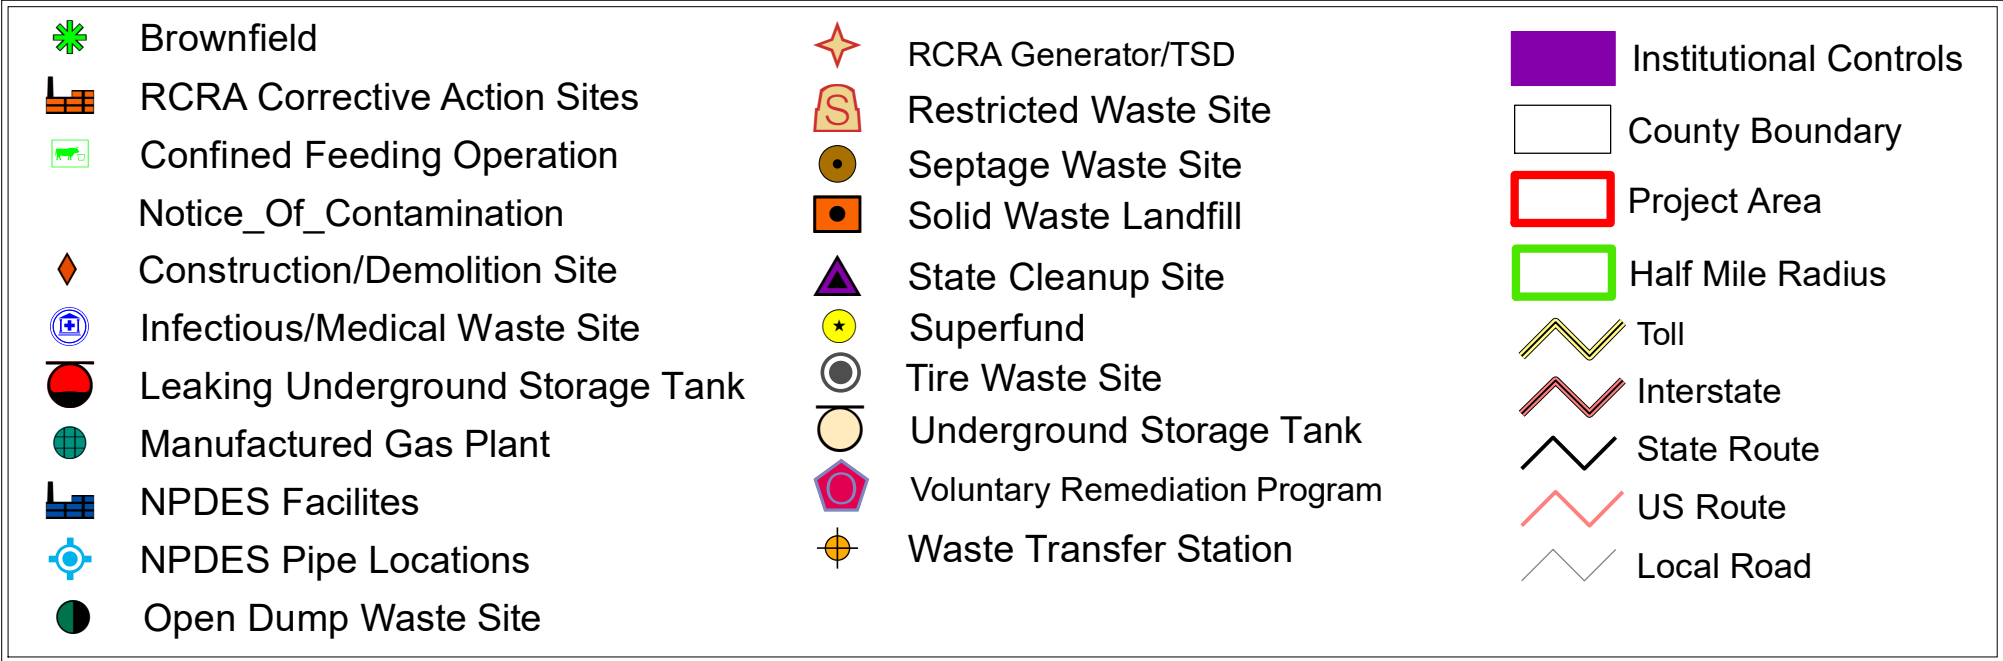 Brownfield
RCRA Corrective Action Sites
Confined Feeding Operation
Notice_Of_Contamination
Construction/Demolition Site
Infectious/Medical Waste Site
Leaking Underground Storage Tank
Manufactured Gas Plant
NPDES Facilites
NPDES Pipe Locations
Open Dump Waste Site
RCRA Generator/TSD
S
Restricted Waste Site
Septage Waste Site
Solid Waste Landfill
State Cleanup Site
Superfund
Tire Waste Site
Underground Storage Tank
O
Voluntary Remediation Program
Waste Transfer Station
Institutional Controls
County Boundary
Project Area
Half Mile Radius
Toll
Interstate
State Route
US Route
Local Road